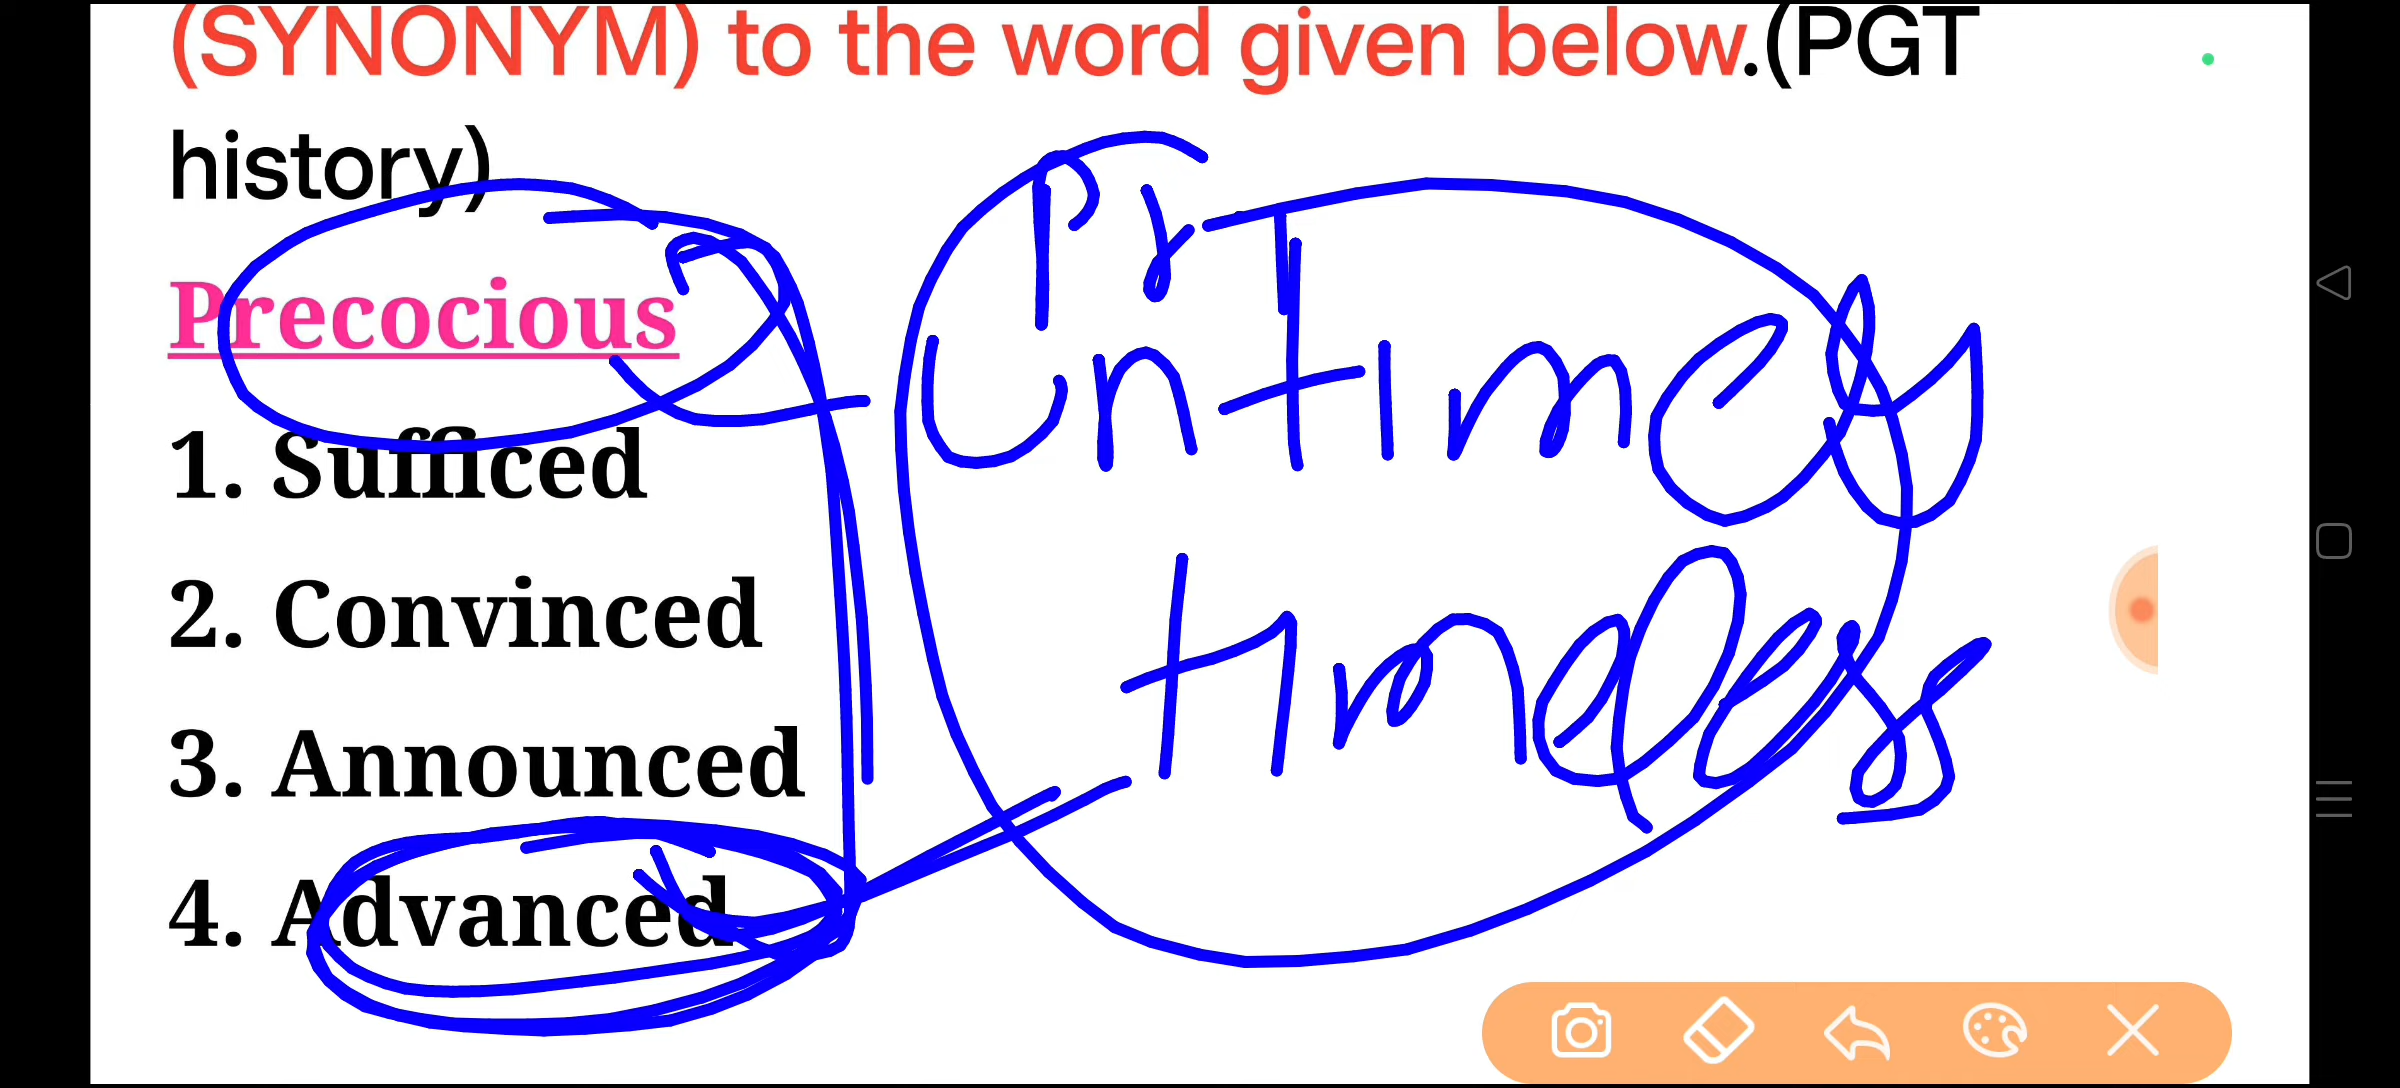 (SYNONYM) to the word given below.(PGT
history)
Precocious
1. Sufficed
2. Convinced
3. Announced
4. Advanced
Pr
Untimely
timeless